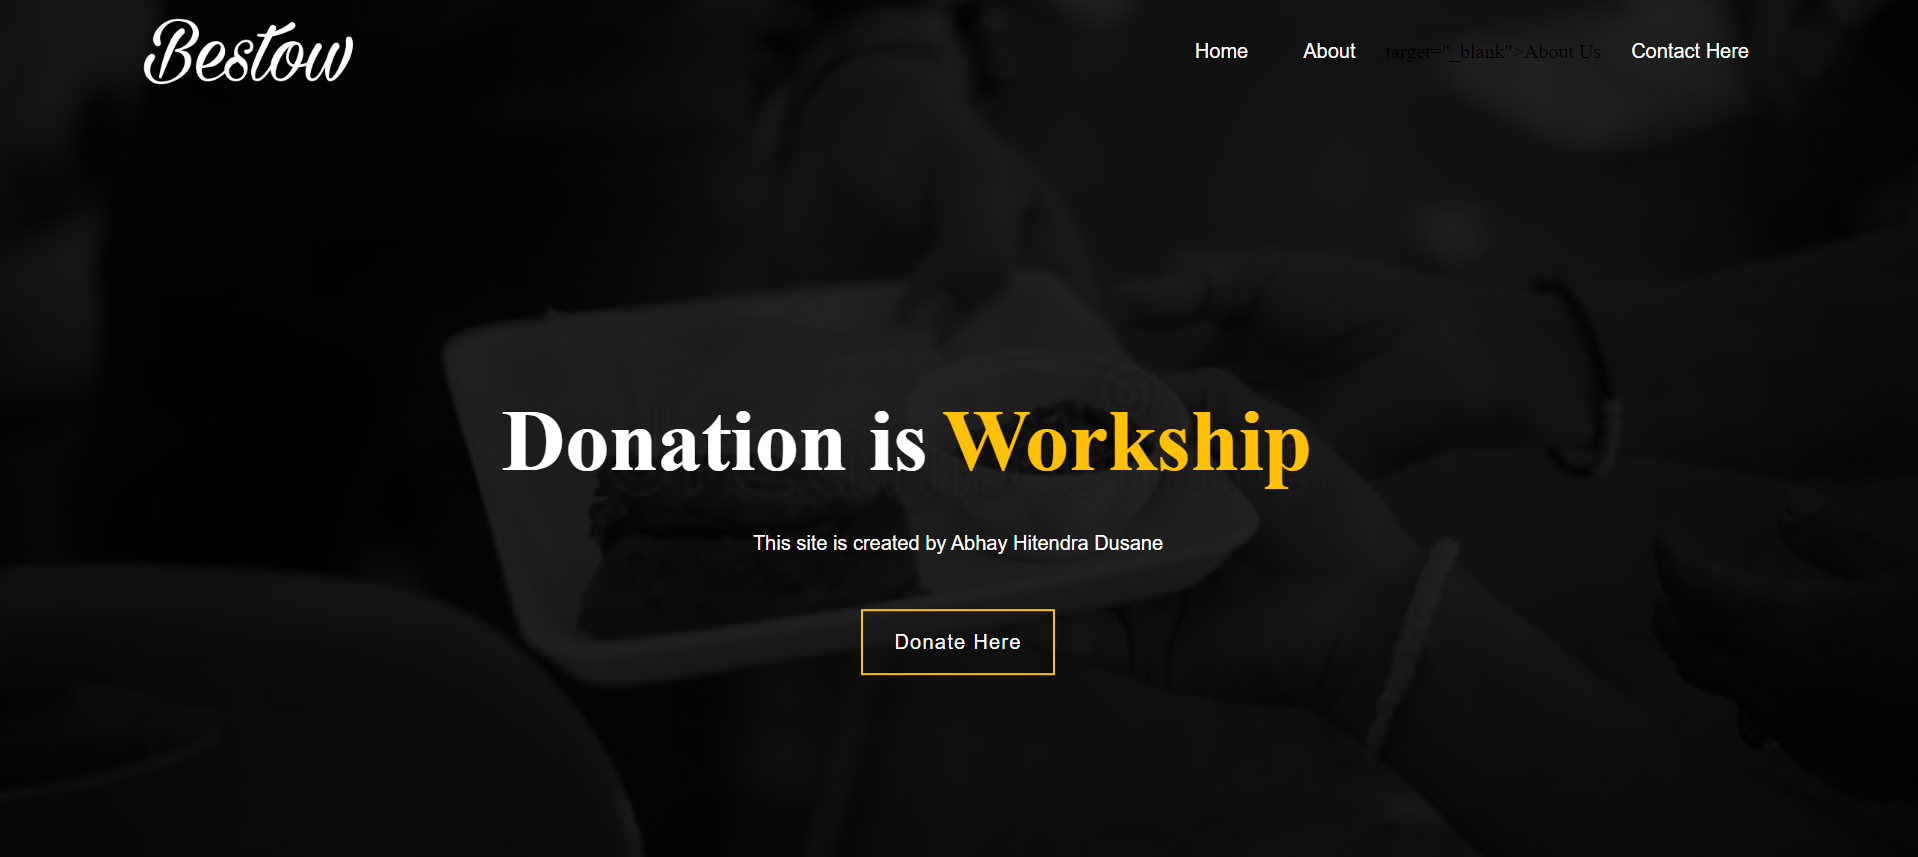 Bestow
Home About target="_blank">About Us Contact Here
Donation is Workship
This site is created by Abhay Hitendra Dusane
Donate Here